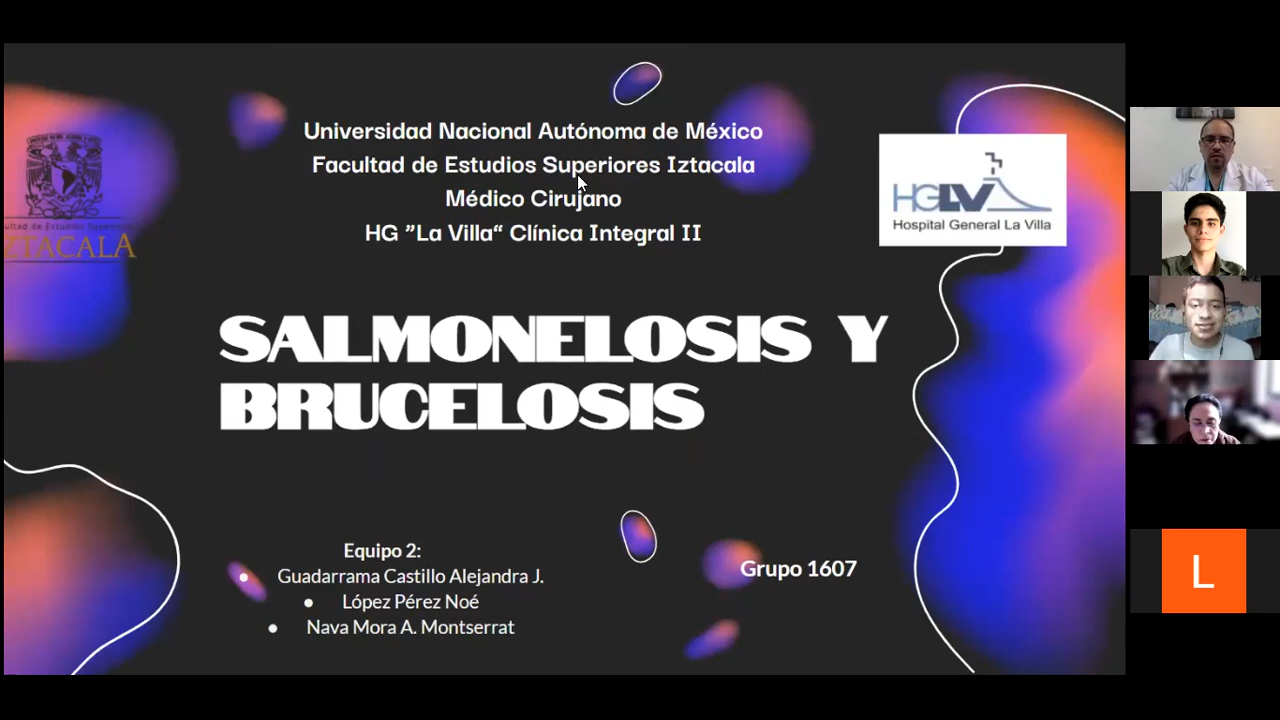 Universidad Nacional Autónoma de México
Facultad de Estudios Superiores Iztacala
Médico Cirujano
HG "La Villa“ Clínica Integral II
IZTACALA
HGLV
Hospital General La Villa
SALMONELOSIS Y
BRUCELOSIS
Equipo 2:
● Guadarrama Castillo Alejandra J.
● López Pérez Noé
● Nava Mora A. Montserrat
Grupo 1607
L